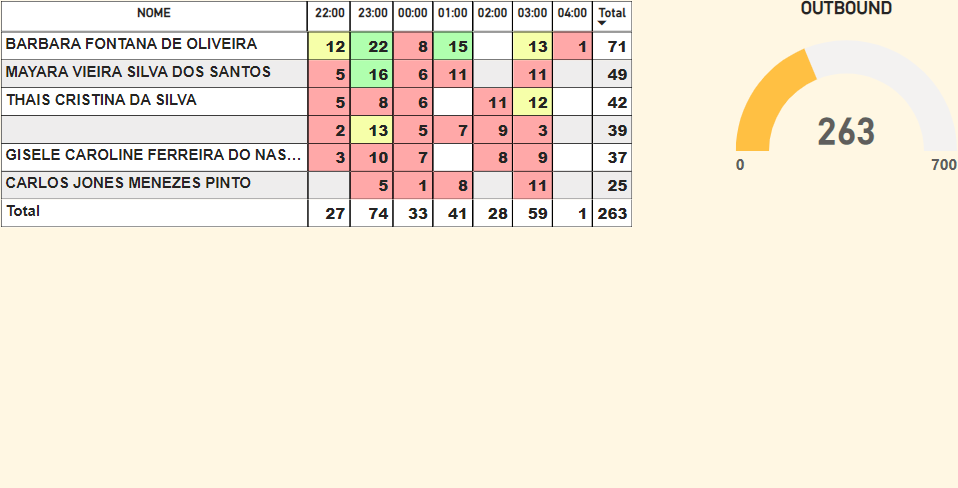 NOME 22:00 23:00 00:00 01:00 02:00 03:00 04:00 Total
BARBARA FONTANA DE OLIVEIRA 12 22 8 15 13 1 71
MAYARA VIEIRA SILVA DOS SANTOS 5 16 6 11 11 49
THAIS CRISTINA DA SILVA 5 8 6 11 12 42
2 13 5 7 9 3 39
GISELE CAROLINE FERREIRA DO NAS... 3 10 7 8 9 37
CARLOS JONES MENEZES PINTO 5 1 8 11 25
Total 27 74 33 41 28 59 1 263
OUTBOUND
263
0 700